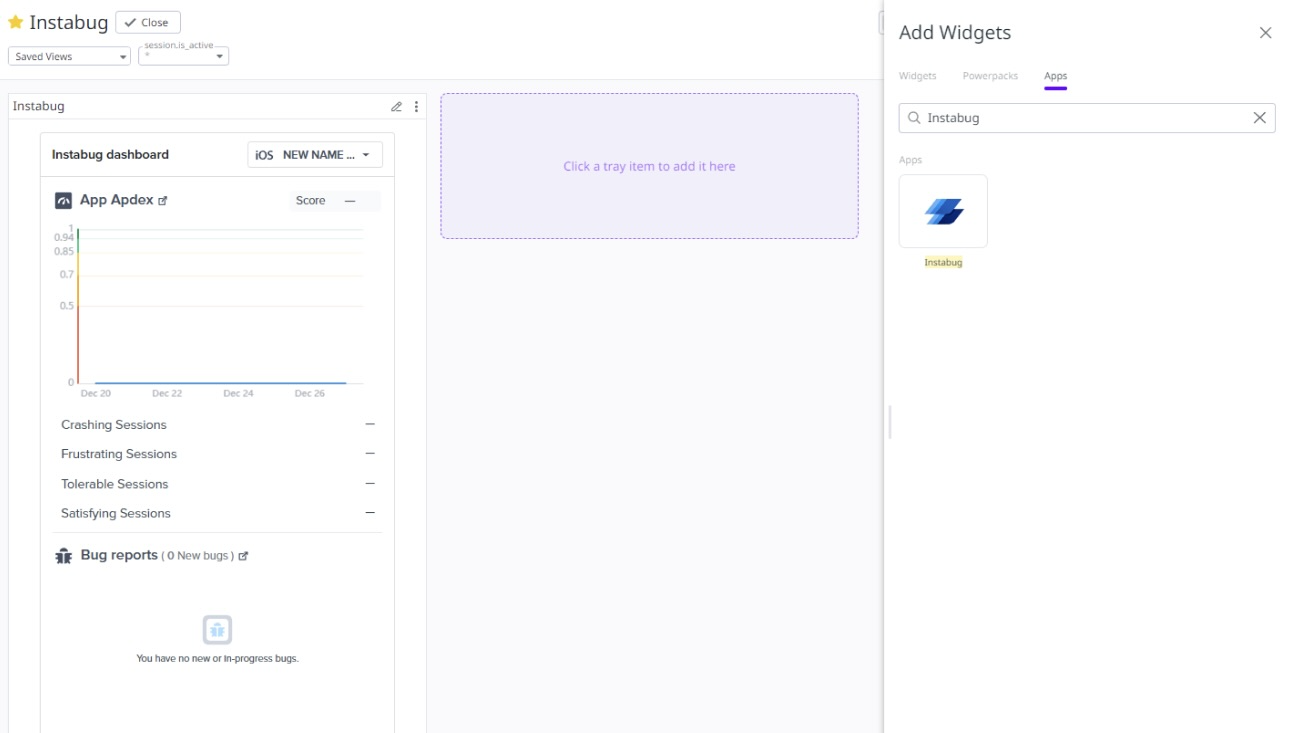 Instabug
Close
Saved Views
session.is_active
*
Instabug
Instabug dashboard
iOS NEW NAME ...
App Apdex
Score —
1
0.94
0.85
0.7
0.5
0
Dec 20 Dec 22 Dec 24 Dec 26
Crashing Sessions —
Frustrating Sessions —
Tolerable Sessions —
Satisfying Sessions —
Bug reports ( 0 New bugs )
You have no new or in-progress bugs.
Click a tray item to add it here
Add Widgets
Widgets Powerpacks Apps
Instabug
Apps
Instabug